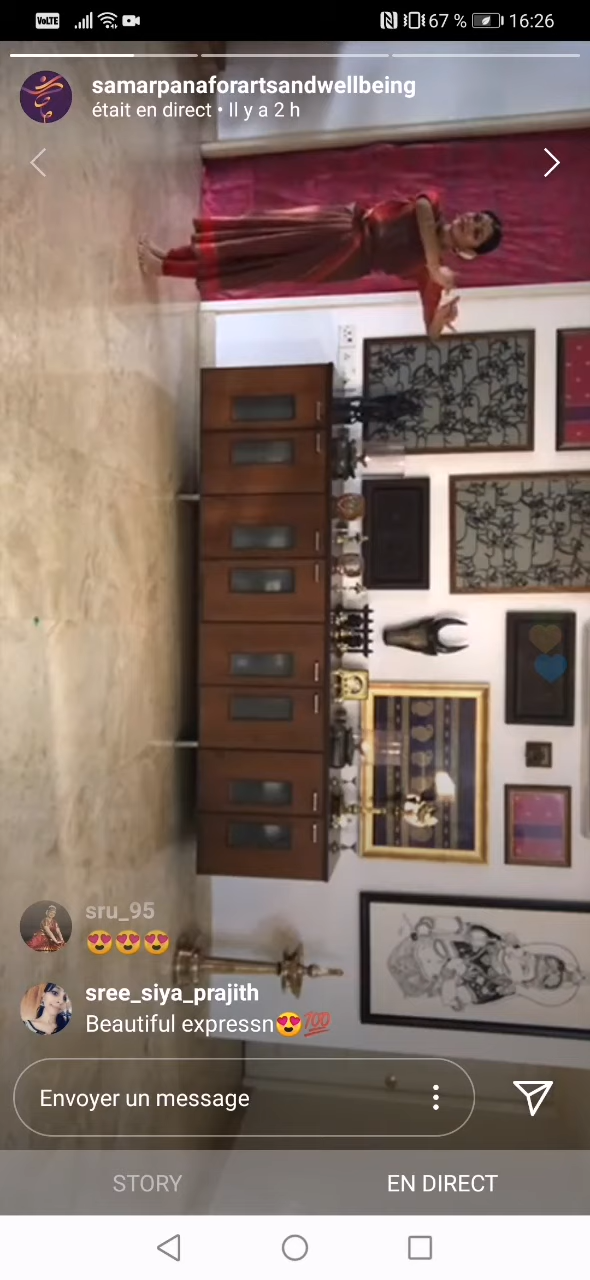 VoLTE 67 % 16:26
samarpanaforartsandwellbeing
était en direct • Il y a 2 h
sru_95
😍😍😍
sree_siya_prajith
Beautiful expressn😍💯
Envoyer un message
STORY EN DIRECT